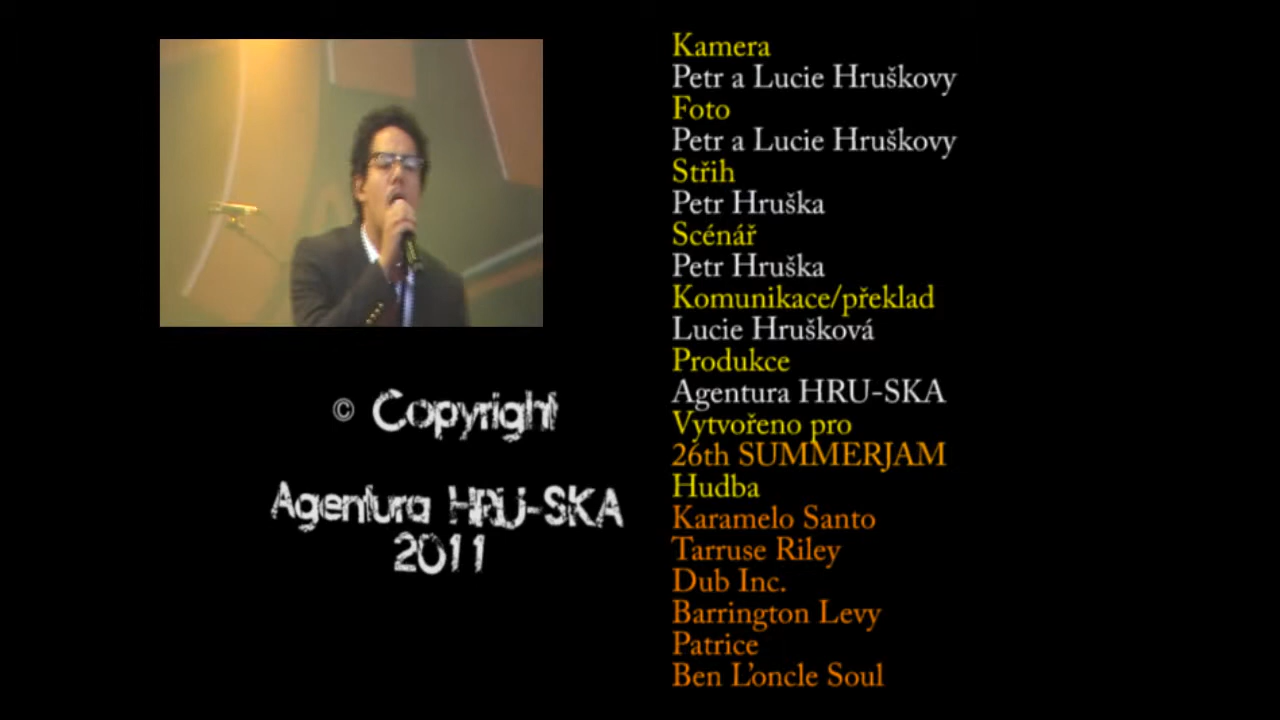 Kamera
Petr a Lucie Hruškovy
Foto
Petr a Lucie Hruškovy
Střih
Petr Hruška
Scénář
Petr Hruška
Komunikace/překlad
Lucie Hrušková
Produkce
Agentura HRU-SKA
Vytvořeno pro
26th SUMMERJAM
Hudba
Karamelo Santo
Tarruse Riley
Dub Inc.
Barrington Levy
Patrice
Ben L'oncle Soul
© Copyright
Agentura HRU-SKA
2011